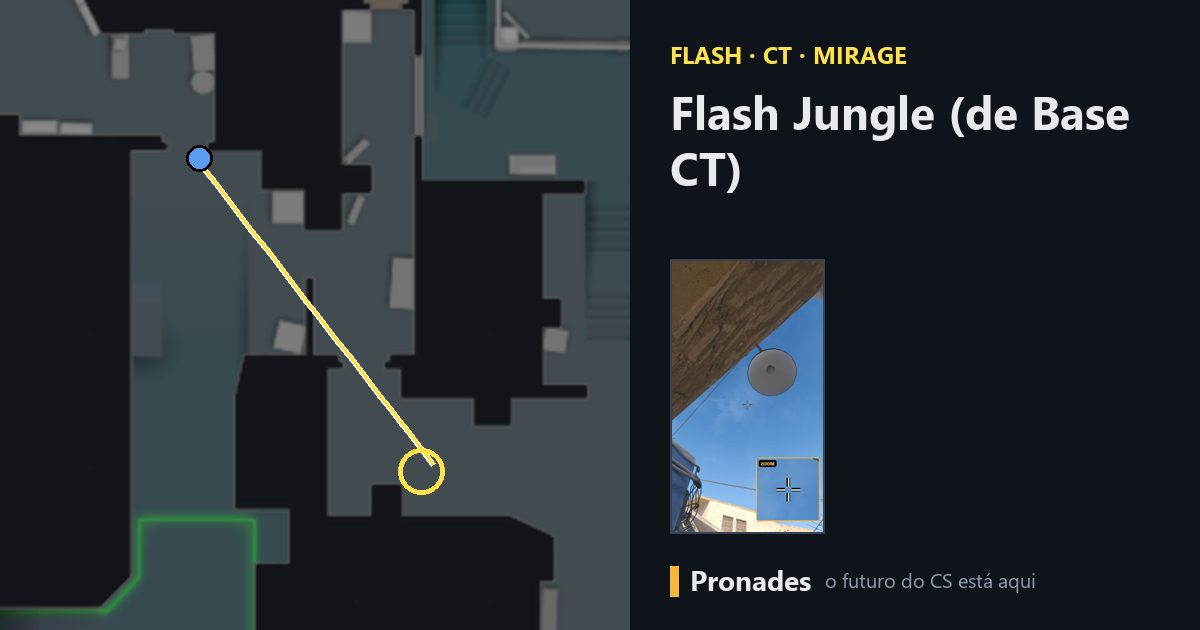 FLASH · CT · MIRAGE
Flash Jungle (de Base
CT)
ZOOM
Pronades o futuro do CS está aqui